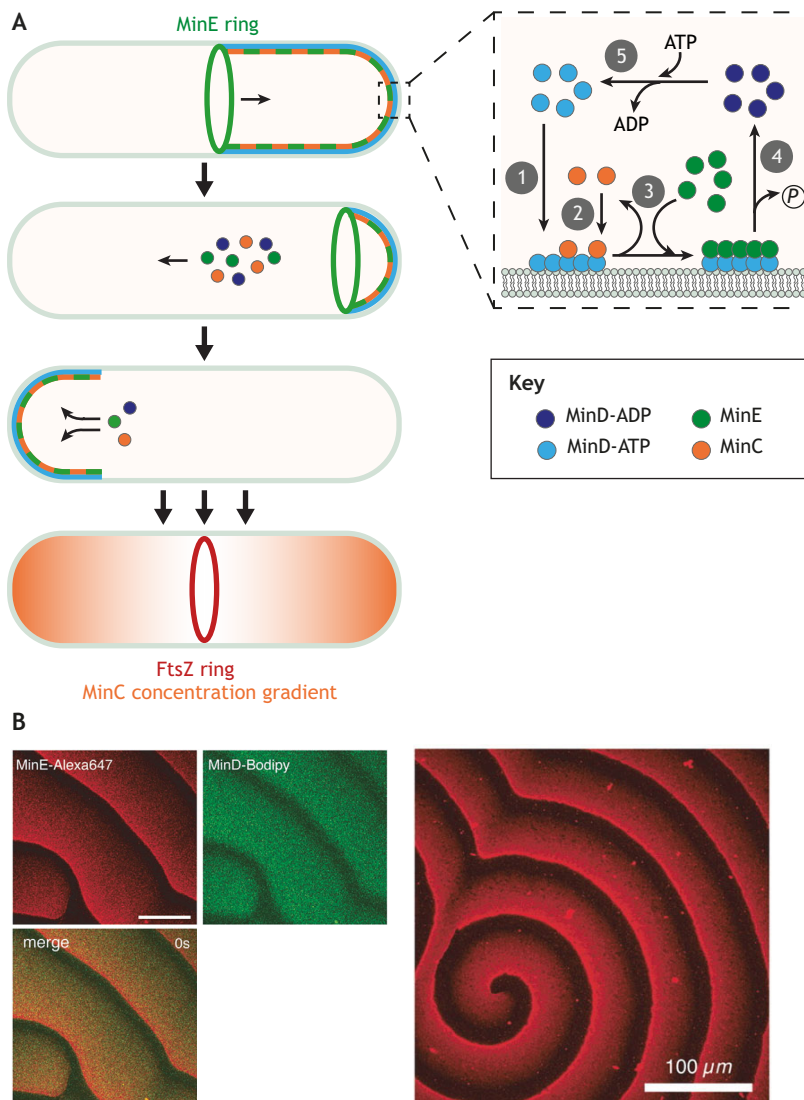 A
MinE ring
ATP
5
ADP
1
2
3
4
P
Key
MinD-ADP
MinE
MinD-ATP
MinC
FtsZ ring
MinC concentration gradient
B
MinE-Alexa647
MinD-Bodipy
merge
0s
100 µm